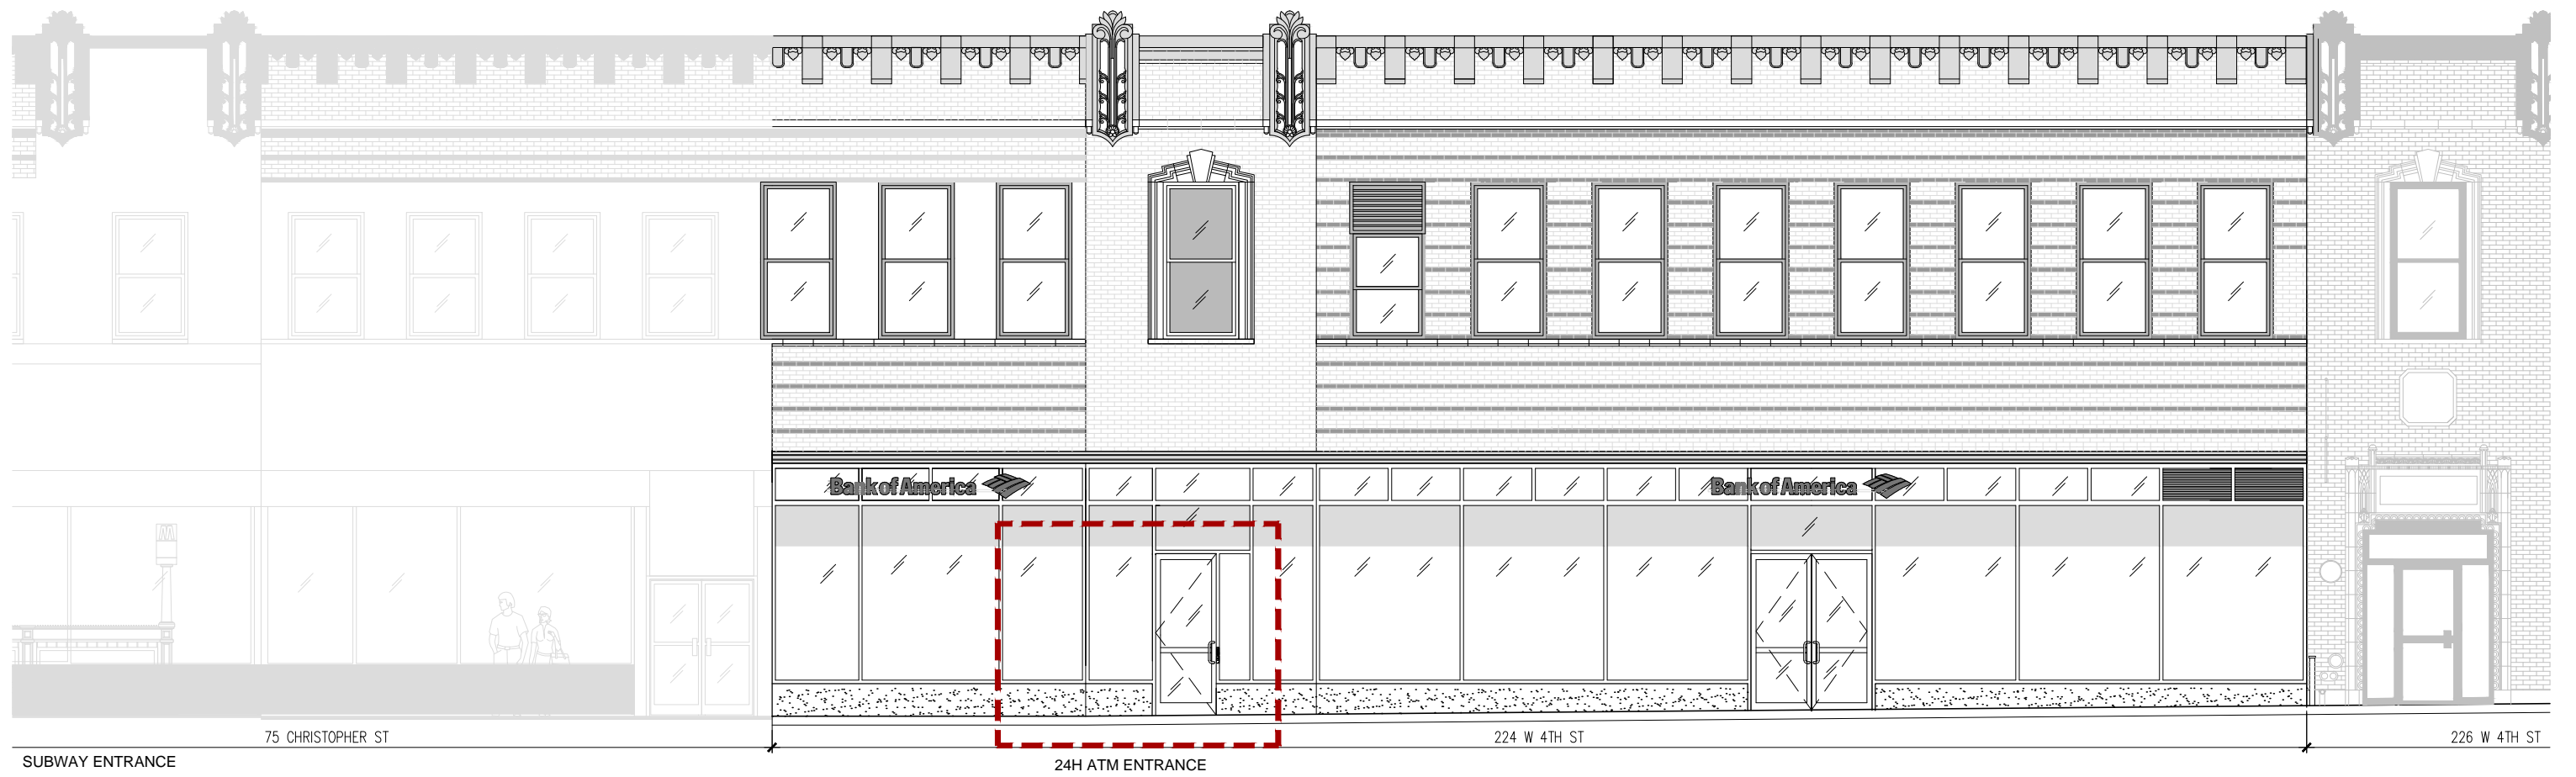 Bank of America
Bank of America
M
75 CHRISTOPHER ST
224 W 4TH ST
226 W 4TH ST
SUBWAY ENTRANCE
24H ATM ENTRANCE